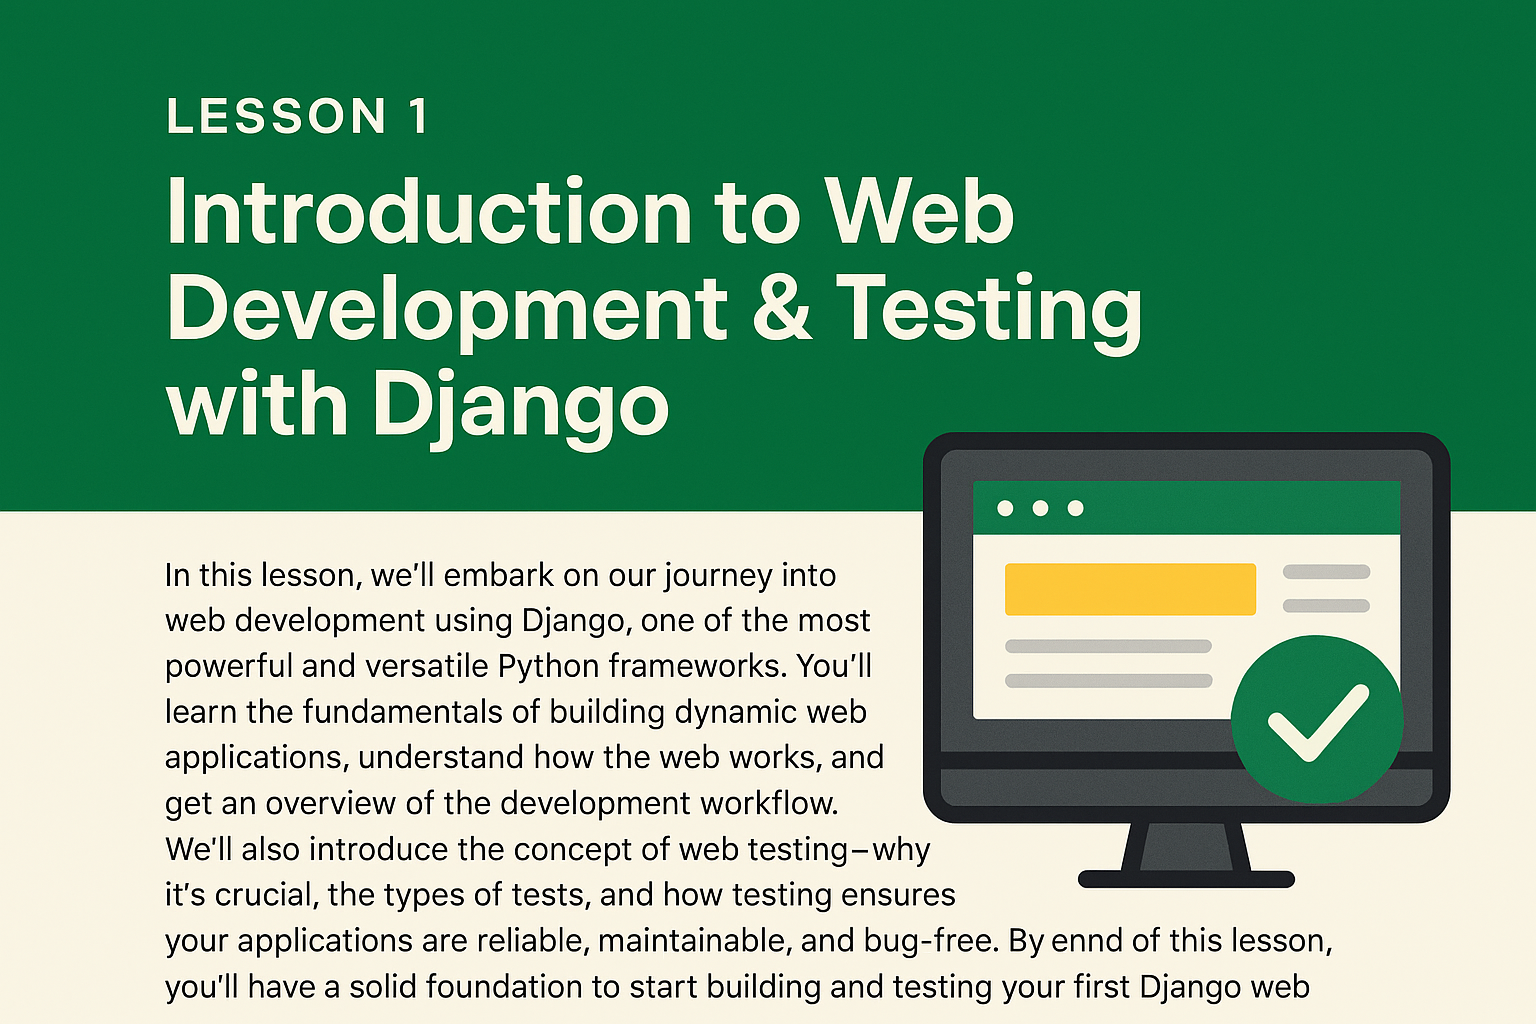 LESSON 1
Introduction to Web
Development & Testing
with Django
In this lesson, we’ll embark on our journey into
web development using Django, one of the most
powerful and versatile Python frameworks. You’ll
learn the fundamentals of building dynamic web
applications, understand how the web works, and
get an overview of the development workflow.
We’ll also introduce the concept of web testing–why
it’s crucial, the types of tests, and how testing ensures
your applications are reliable, maintainable, and bug-free. By ennd of this lesson,
you’ll have a solid foundation to start building and testing your first Django web